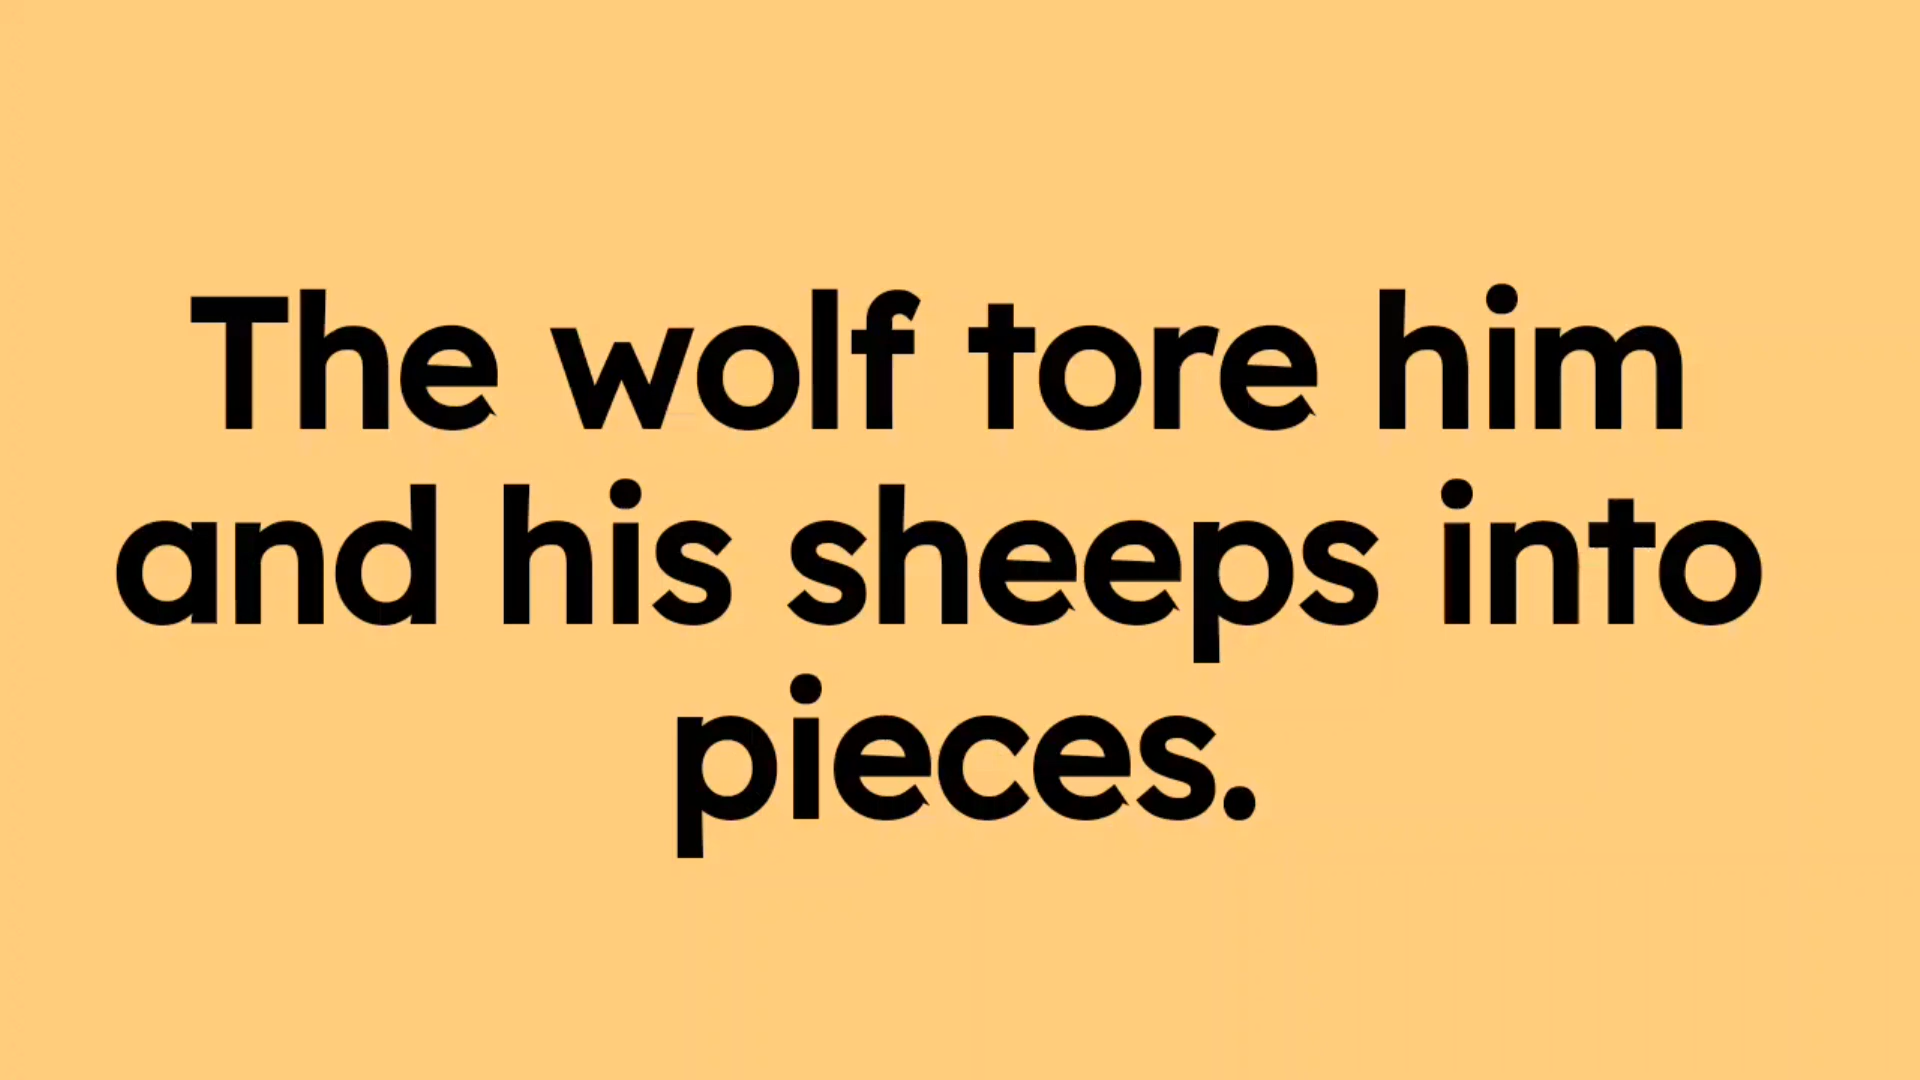 The wolf tore him
and his sheeps into
pieces.